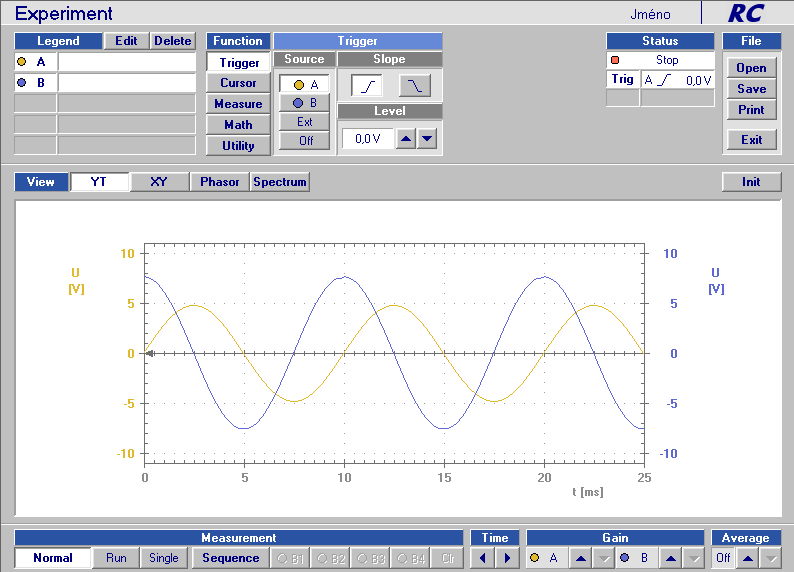 Experiment Jméno RC
Legend Edit Delete Function Trigger Status File
A Trigger Source Slope Stop Open
B Cursor A Trig A 0,0V Save
Measure B Level Print
Math Ext 0,0V
Utility Off Exit
View YT XY Phasor Spectrum Init
10 10
U U
[V] [V]
5 5
0 0
-5 -5
-10 -10
0 5 10 15 20 25
t [ms]
Measurement Time Gain Average
Normal Run Single Sequence B1 B2 B3 B4 Clr A B Off